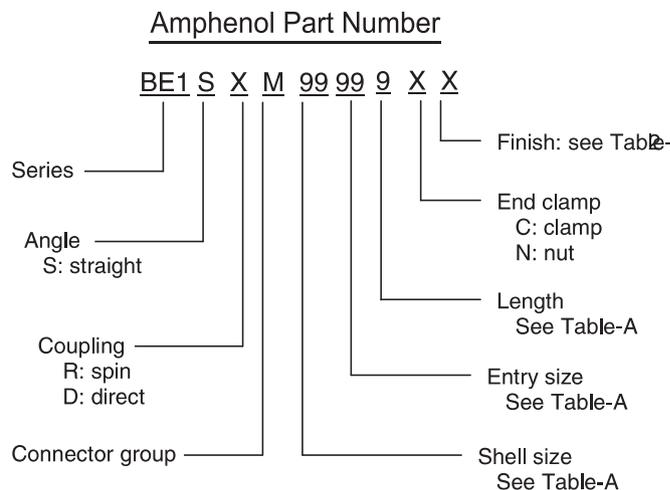 Amphenol Part Number
BE1 S X M 99 99 9 X X
Finish: see Table-2
Series
End clamp
C: clamp
N: nut
Angle
S: straight
Length
See Table-A
Coupling
R: spin
D: direct
Entry size
See Table-A
Connector group
Shell size
See Table-A